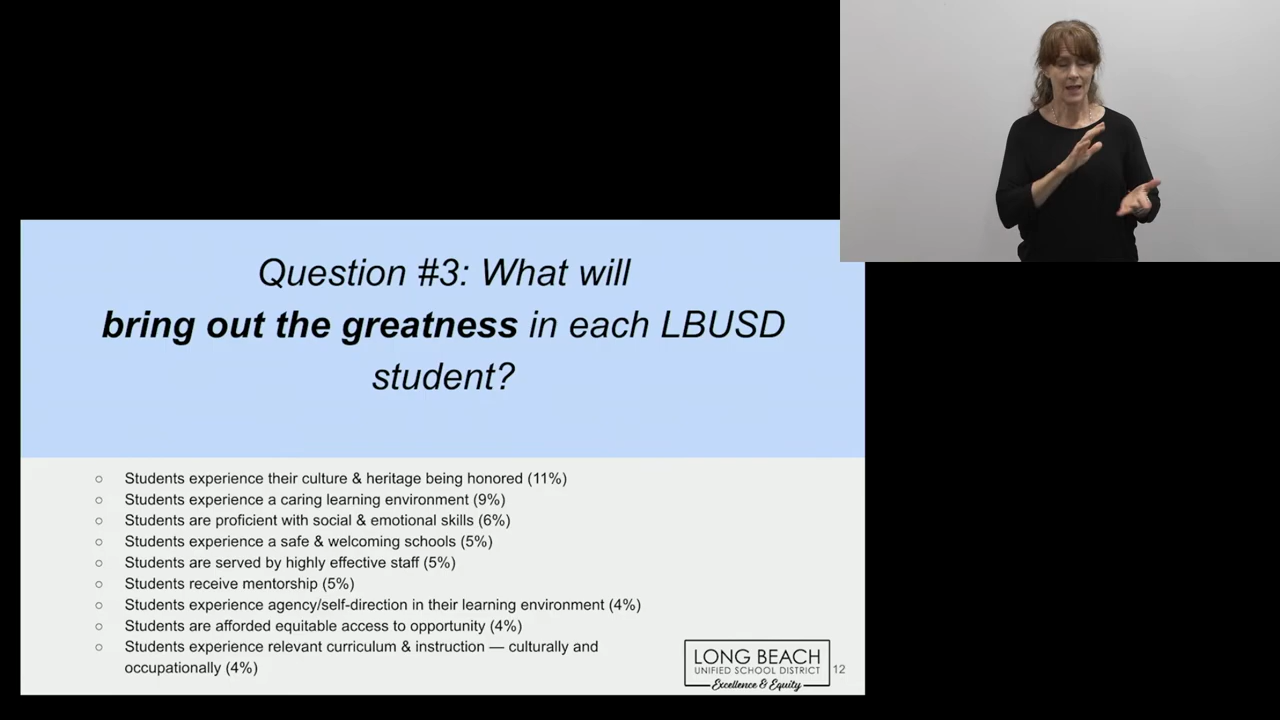 Question #3: What will
bring out the greatness in each LBUSD
student?
○ Students experience their culture & heritage being honored (11%)
○ Students experience a caring learning environment (9%)
○ Students are proficient with social & emotional skills (6%)
○ Students experience a safe & welcoming schools (5%)
○ Students are served by highly effective staff (5%)
○ Students receive mentorship (5%)
○ Students experience agency/self-direction in their learning environment (4%)
○ Students are afforded equitable access to opportunity (4%)
○ Students experience relevant curriculum & instruction — culturally and
occupationally (4%)
LONG BEACH
UNIFIED SCHOOL DISTRICT
Excellence & Equity
12